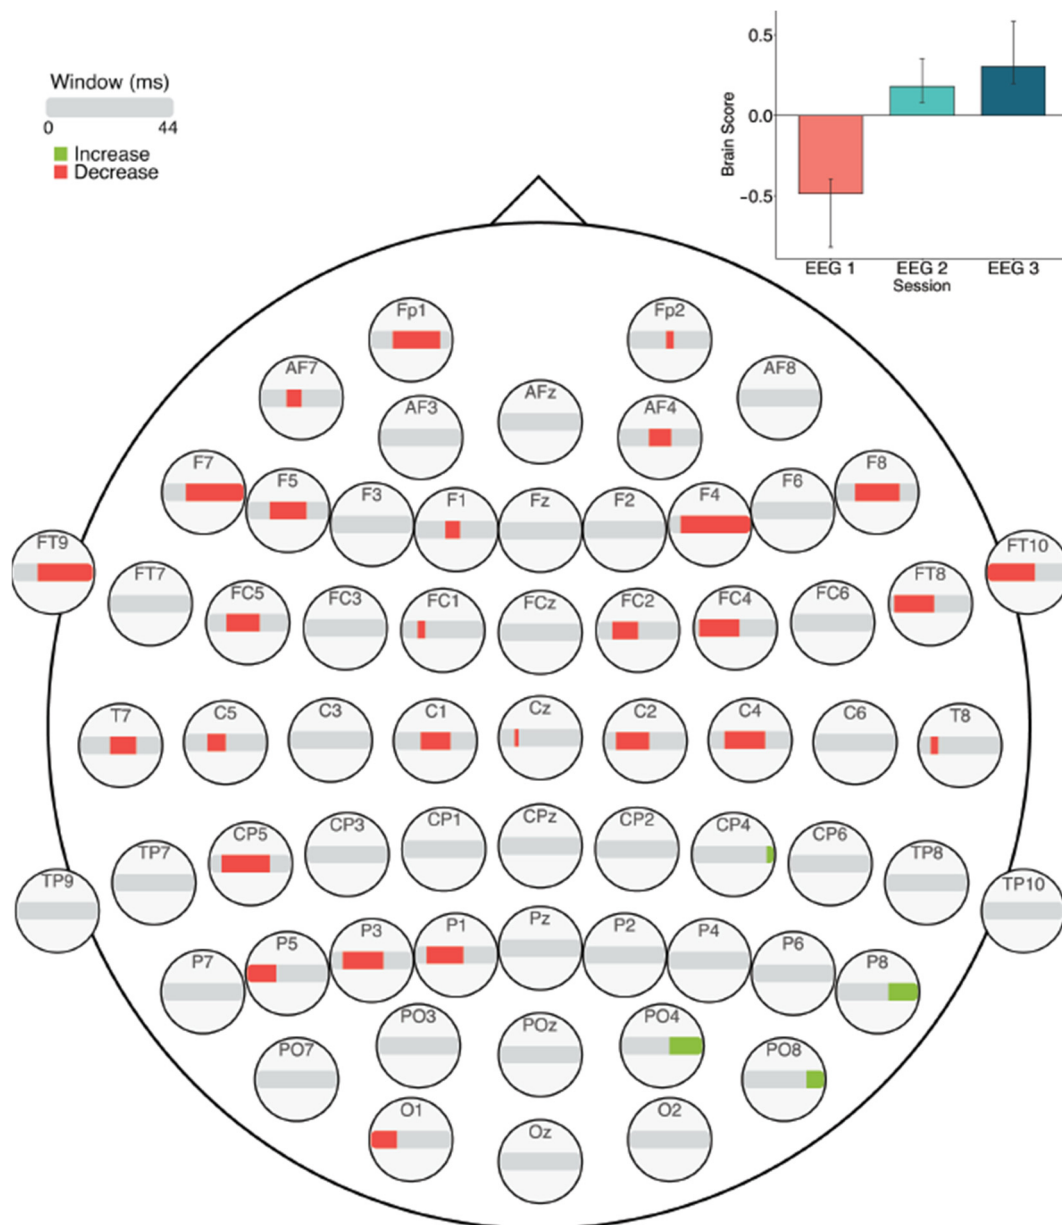 Window (ms)
0 44
Increase
Decrease
0.5
0.0
−0.5
Brain Score
EEG 1 EEG 2 EEG 3
Session
Fp1 Fp2
AF7 AF3 AFz AF4 AF8
F7 F5 F3 F1 Fz F2 F4 F6 F8
FT9 FT7 FC5 FC3 FC1 FCz FC2 FC4 FC6 FT8 FT10
T7 C5 C3 C1 Cz C2 C4 C6 T8
TP9 TP7 CP5 CP3 CP1 CPz CP2 CP4 CP6 TP8 TP10
P7 P5 P3 P1 Pz P2 P4 P6 P8
PO7 PO3 POz PO4 PO8
O1 Oz O2